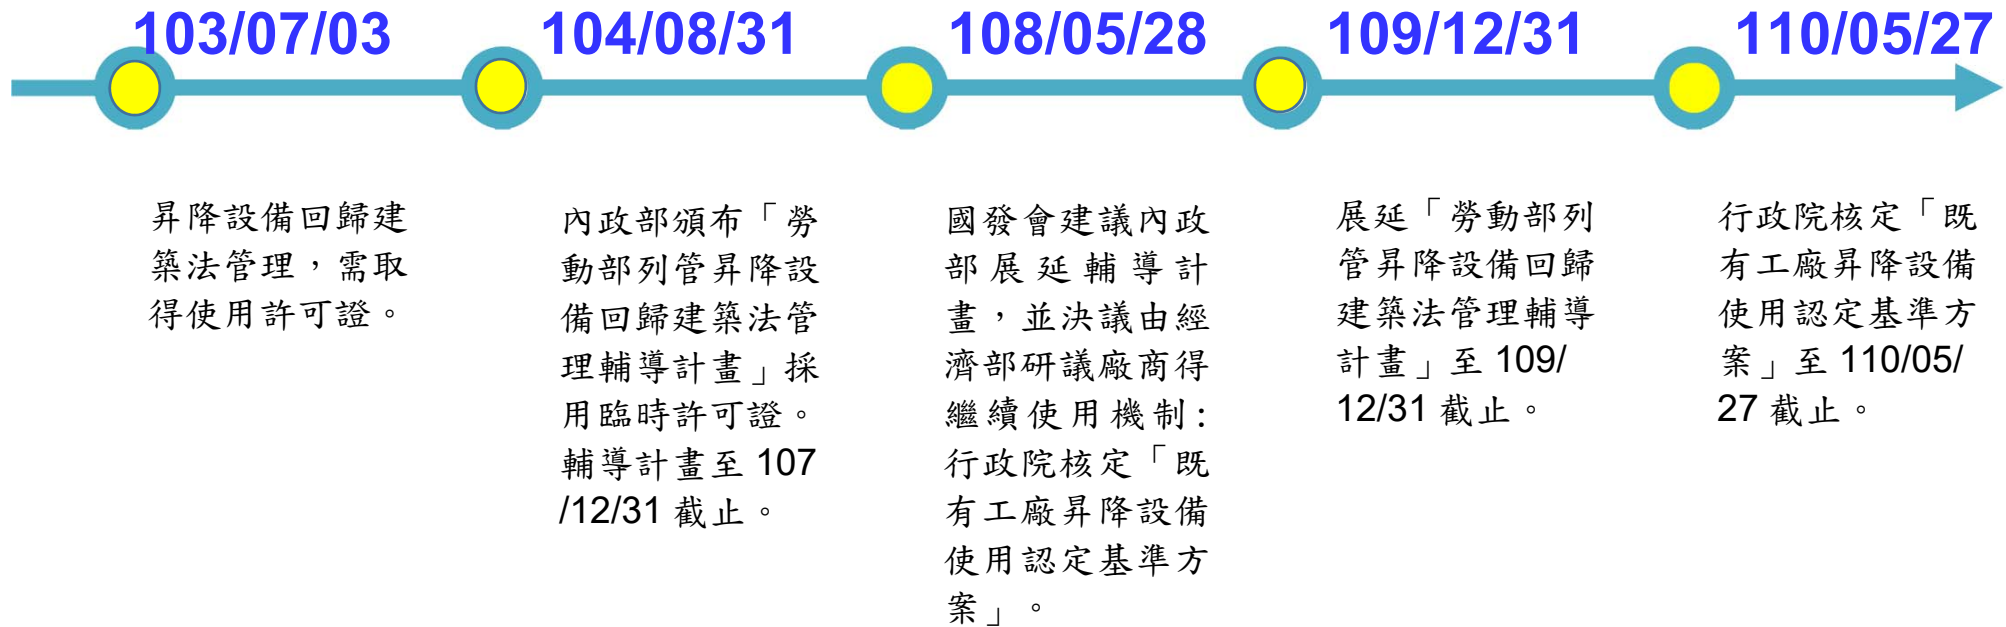 103/07/03
104/08/31
108/05/28
109/12/31
110/05/27
昇降設備回歸建
築法管理，需取
得使用許可證。
內政部頒布「勞
動部列管昇降設
備回歸建築法管
理輔導計畫」採
用臨時許可證。
輔導計畫至 107
/12/31 截止。
國發會建議內政
部展延輔導計
畫，並決議由經
濟部研議廠商得
繼續使用機制:
行政院核定「既
有工廠昇降設備
使用認定基準方
案」。
展延「勞動部列
管昇降設備回歸
建築法管理輔導
計畫」至 109/
12/31 截止。
行政院核定「既
有工廠昇降設備
使用認定基準方
案」至 110/05/
27 截止。